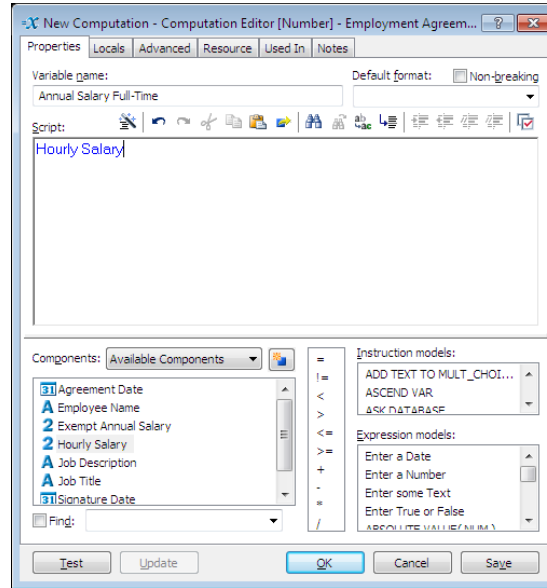 New Computation - Computation Editor [Number] - Employment Agreem...
Properties Locals Advanced Resource Used In Notes
Variable name: Default format: Non-breaking
Annual Salary Full-Time
Script:
Hourly Salary
Components: Available Components
31 Agreement Date
A Employee Name
2 Exempt Annual Salary
2 Hourly Salary
A Job Description
A Job Title
31 Signature Date
Find:
=
!=
<
>
<=
>=
+
-
*
/
Instruction models:
ADD TEXT TO MULT_CHOI...
ASCEND VAR
ASK DATABASE
Expression models:
Enter a Date
Enter a Number
Enter some Text
Enter True or False
ABSOLUTE VALUE( NUM )
Test Update OK Cancel Save